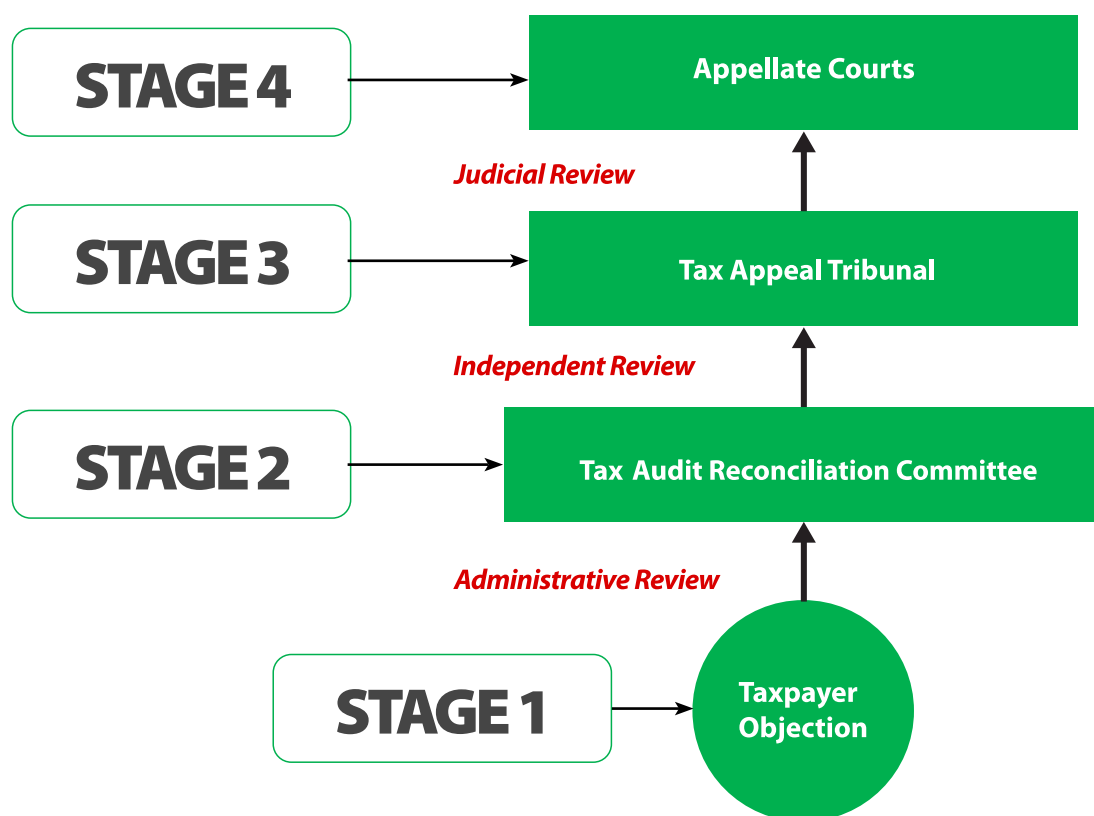 STAGE 4
Appellate Courts
Judicial Review
STAGE 3
Tax Appeal Tribunal
Independent Review
STAGE 2
Tax Audit Reconciliation Committee
Administrative Review
STAGE 1
Taxpayer
Objection